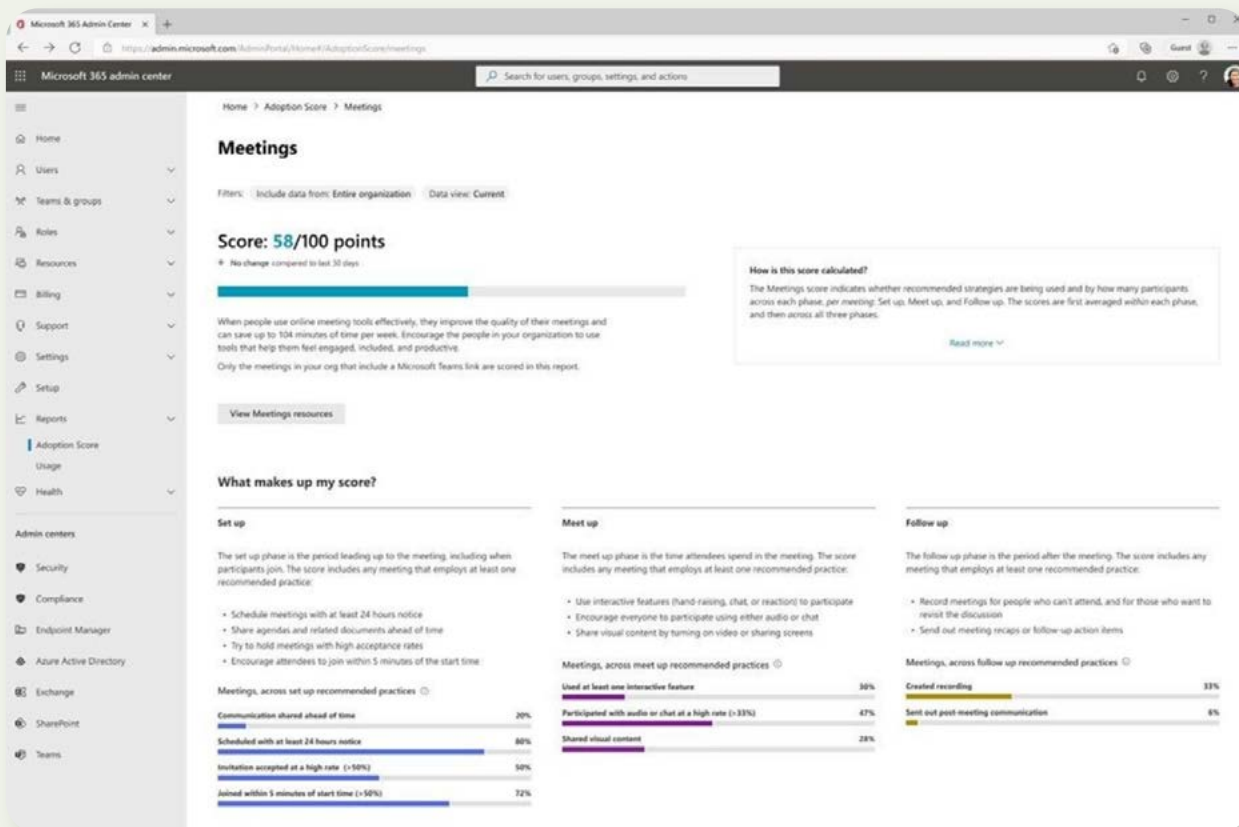 Microsoft 365 Admin Center
https://admin.microsoft.com/AdminPortal/Home#/AdoptionScore/meetings
Guest
Microsoft 365 admin center
Search for users, groups, settings, and actions
?
Home > Adoption Score > Meetings
Home
Users
Teams & groups
Roles
Resources
Billing
Support
Settings
Setup
Reports
Adoption Score
Usage
Health
Admin centers
Security
Compliance
Endpoint Manager
Azure Active Directory
Exchange
SharePoint
Teams
Meetings
Filters: Include data from: Entire organization Data view: Current
Score: 58/100 points
No change compared to last 30 days
When people use online meeting tools effectively, they improve the quality of their meetings and
can save up to 104 minutes of time per week. Encourage the people in your organization to use
tools that help them feel engaged, included, and productive.
Only the meetings in your org that include a Microsoft Teams link are scored in this report.
View Meetings resources
How is this score calculated?
The Meetings score indicates whether recommended strategies are being used and by how many participants
across each phase, per meeting: Set up, Meet up, and Follow up. The scores are first averaged within each phase,
and then across all three phases.
Read more
What makes up my score?
Set up
The set up phase is the period leading up to the meeting, including when
participants join. The score includes any meeting that employs at least one
recommended practice:
• Schedule meetings with at least 24 hours notice
• Share agendas and related documents ahead of time
• Try to hold meetings with high acceptance rates
• Encourage attendees to join within 5 minutes of the start time
Meetings, across set up recommended practices
Communication shared ahead of time 20%
Scheduled with at least 24 hours notice 80%
Invitation accepted at a high rate (>50%) 50%
Joined within 5 minutes of start time (>50%) 72%
Meet up
The meet up phase is the time attendees spend in the meeting. The score
includes any meeting that employs at least one recommended practice:
• Use interactive features (hand-raising, chat, or reaction) to participate
• Encourage everyone to participate using either audio or chat
• Share visual content by turning on video or sharing screens
Meetings, across meet up recommended practices
Used at least one interactive feature 30%
Participated with audio or chat at a high rate (>33%) 47%
Shared visual content 28%
Follow up
The follow up phase is the period after the meeting. The score includes any
meeting that employs at least one recommended practice:
• Record meetings for people who can't attend, and for those who want to
revisit the discussion
• Send out meeting recaps or follow-up action items
Meetings, across follow up recommended practices
Created recording 33%
Sent out post-meeting communication 6%